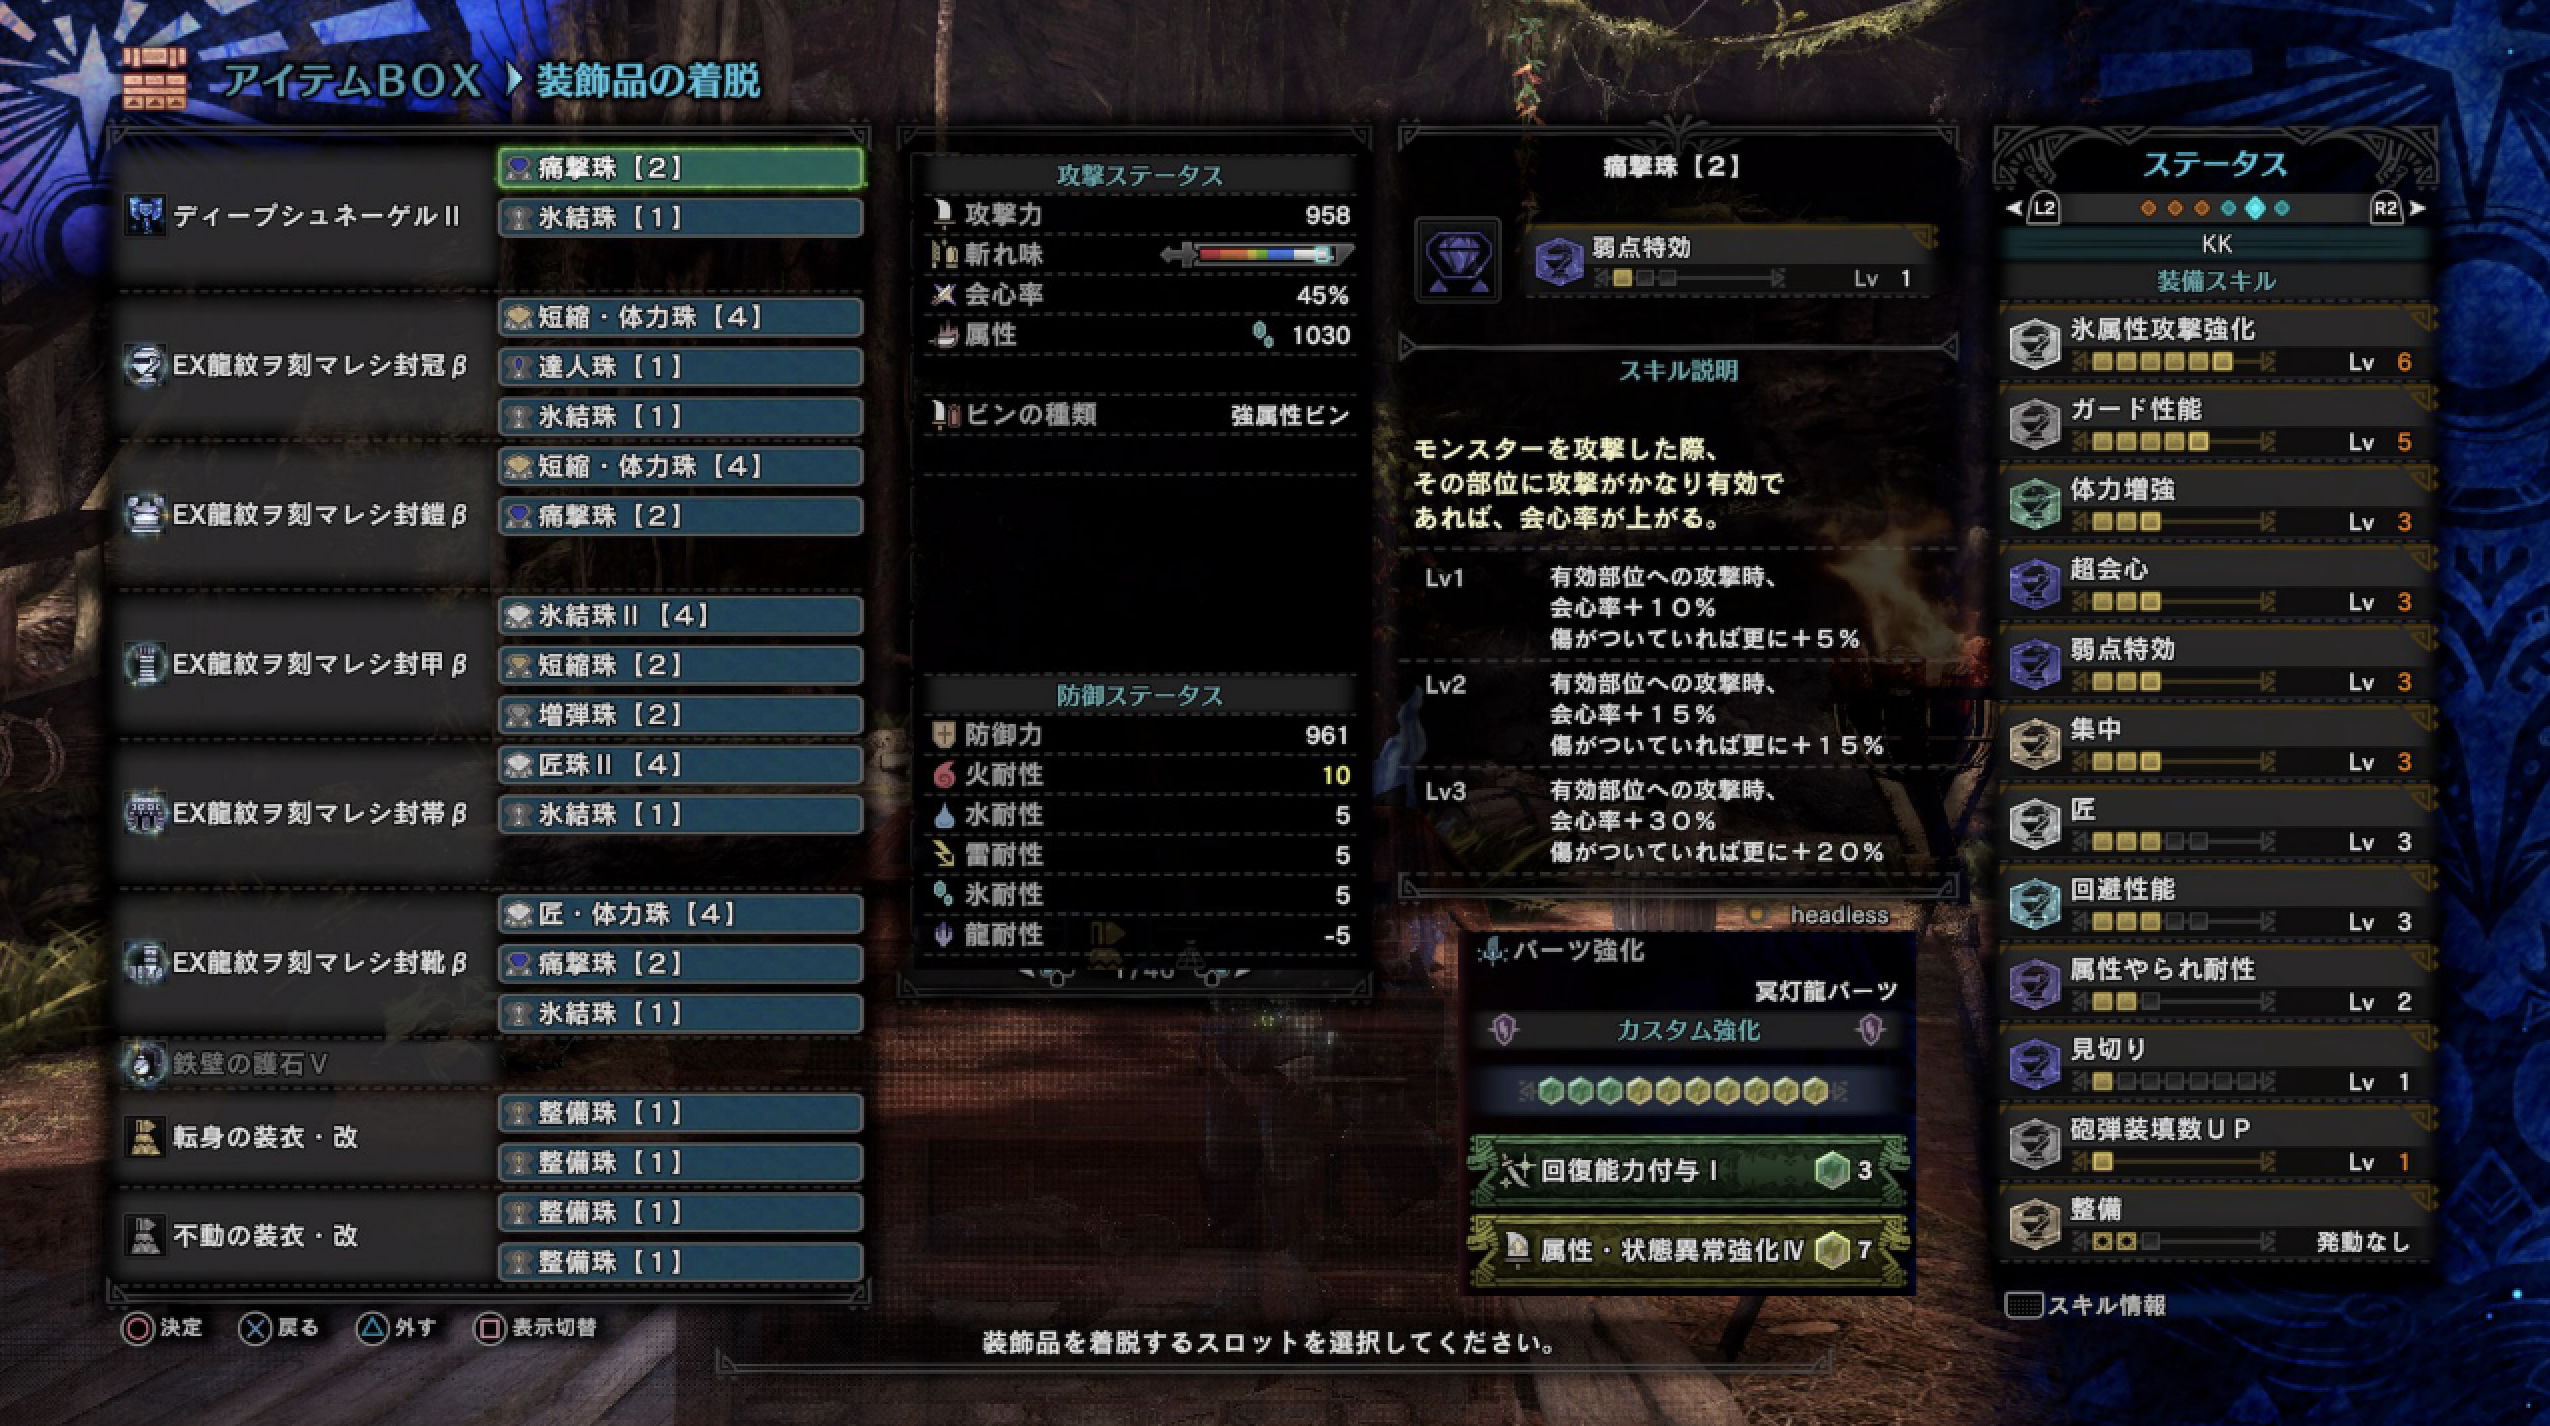 アイテムBOX 装飾品の着脱
ディープシュネーゲルⅡ
痛撃珠【2】
氷結珠【1】
EX龍紋ヲ刻マレシ封冠β
短縮・体力珠【4】
達人珠【1】
氷結珠【1】
EX龍紋ヲ刻マレシ封鎧β
短縮・体力珠【4】
痛撃珠【2】
EX龍紋ヲ刻マレシ封甲β
氷結珠Ⅱ【4】
短縮珠【2】
増弾珠【2】
EX龍紋ヲ刻マレシ封帯β
匠珠Ⅱ【4】
氷結珠【1】
EX龍紋ヲ刻マレシ封靴β
匠・体力珠【4】
痛撃珠【2】
氷結珠【1】
鉄壁の護石Ⅴ
転身の装衣・改
整備珠【1】
整備珠【1】
不動の装衣・改
整備珠【1】
整備珠【1】
決定 戻る 外す 表示切替
攻撃ステータス
攻撃力 958
斬れ味
会心率 45%
属性 1030
ビンの種類 強属性ビン
防御ステータス
防御力 961
火耐性 10
水耐性 5
雷耐性 5
氷耐性 5
龍耐性 -5
痛撃珠【2】
弱点特効
Lv 1
スキル説明
モンスターを攻撃した際、
その部位に攻撃がかなり有効で
あれば、会心率が上がる。
Lv1 有効部位への攻撃時、
会心率＋１０％
傷がついていれば更に＋５％
Lv2 有効部位への攻撃時、
会心率＋１５％
傷がついていれば更に＋１５％
Lv3 有効部位への攻撃時、
会心率＋３０％
傷がついていれば更に＋２０％
headless
パーツ強化
冥灯龍パーツ
カスタム強化
回復能力付与Ⅰ 3
属性・状態異常強化Ⅳ 7
装飾品を着脱するスロットを選択してください。
ステータス
L2 R2
KK
装備スキル
氷属性攻撃強化
Lv 6
ガード性能
Lv 5
体力増強
Lv 3
超会心
Lv 3
弱点特効
Lv 3
集中
Lv 3
匠
Lv 3
回避性能
Lv 3
属性やられ耐性
Lv 2
見切り
Lv 1
砲弾装填数ＵＰ
Lv 1
整備
発動なし
スキル情報